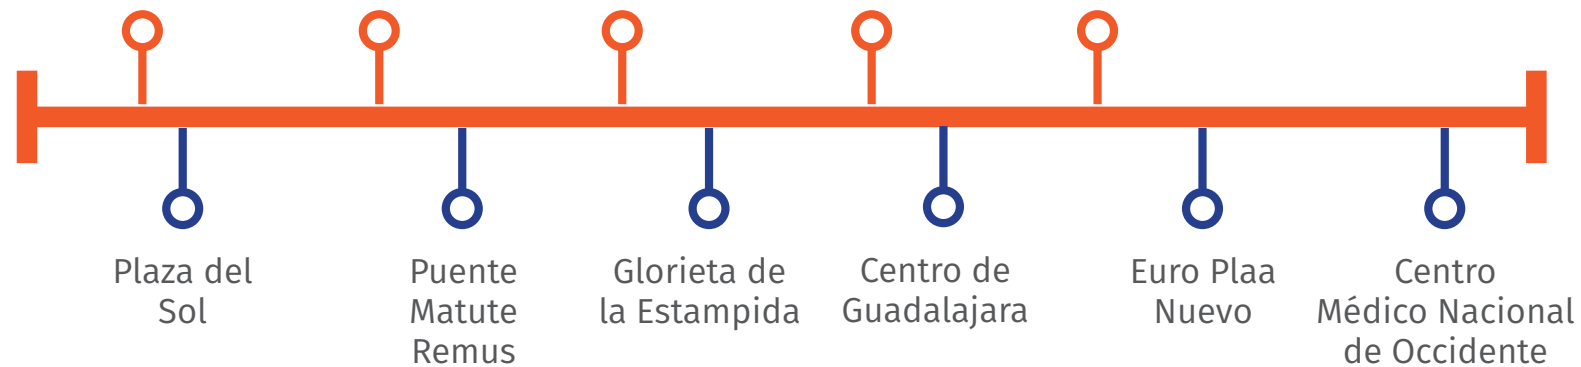 Plaza del
Sol
Puente
Matute
Remus
Glorieta de
la Estampida
Centro de
Guadalajara
Euro Plaa
Nuevo
Centro
Médico Nacional
de Occidente